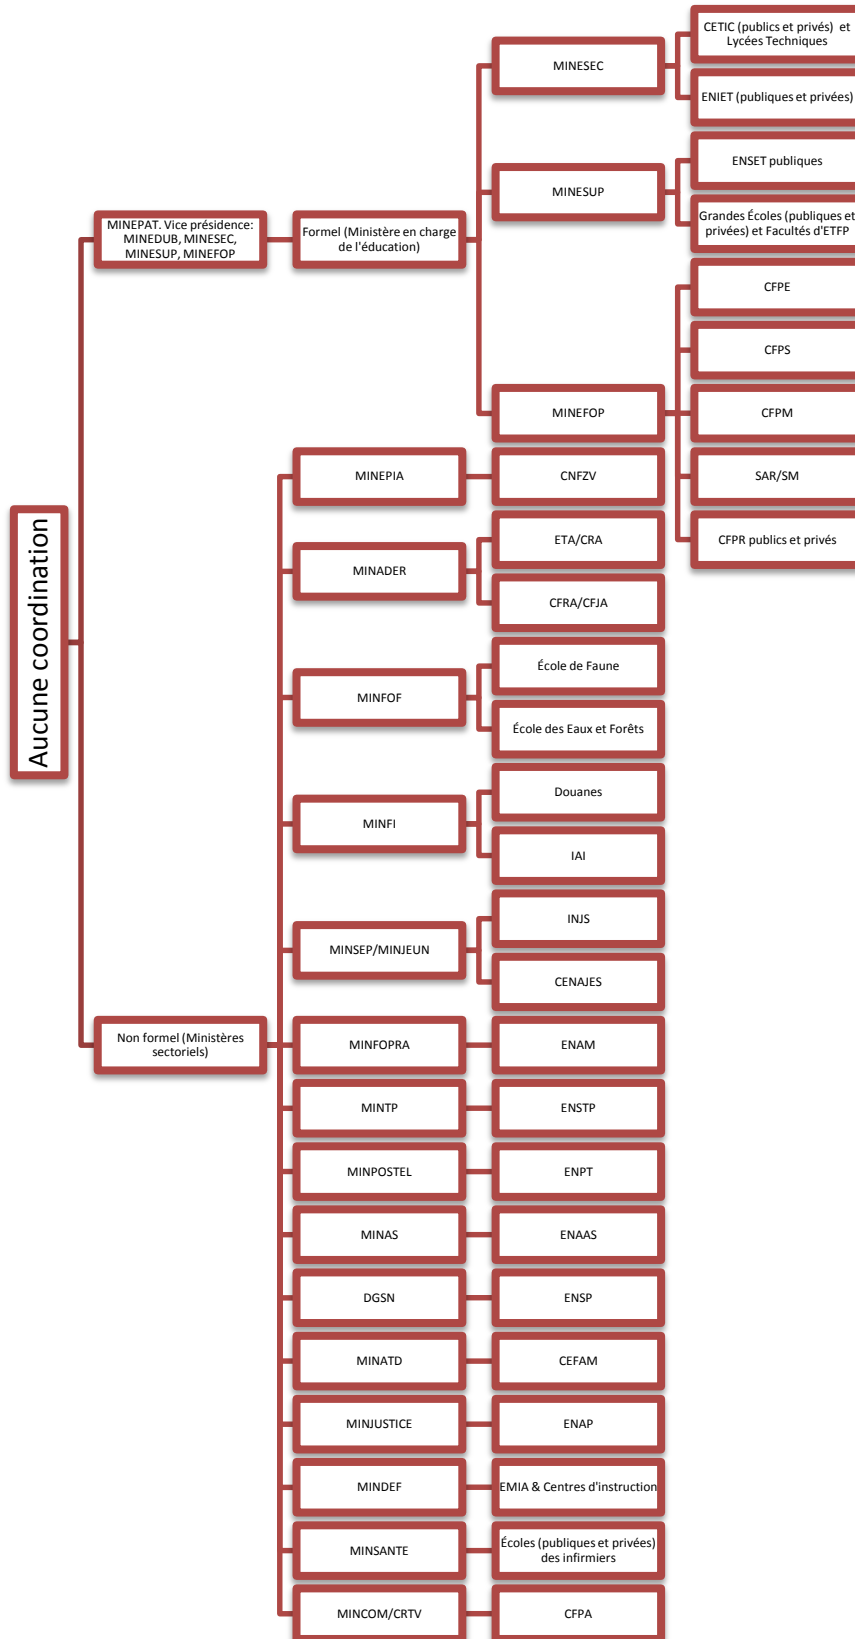 Aucune coordination
MINEPAT. Vice présidence:
MINEDUB, MINESEC,
MINESUP, MINEFOP
Formel (Ministère en charge
de l'éducation)
MINESEC
CETIC (publics et privés) et
Lycées Techniques
ENIET (publiques et privées)
MINESUP
ENSET publiques
Grandes Écoles (publiques et
privées) et Facultés d'ETFP
MINEFOP
CFPE
CFPS
CFPM
SAR/SM
CFPR publics et privés
Non formel (Ministères
sectoriels)
MINEPIA
CNFZV
MINADER
ETA/CRA
CFRA/CFJA
MINFOF
École de Faune
École des Eaux et Forêts
MINFI
Douanes
IAI
MINSEP/MINJEUN
INJS
CENAJES
MINFOPRA
ENAM
MINTP
ENSTP
MINPOSTEL
ENPT
MINAS
ENAAS
DGSN
ENSP
MINATD
CEFAM
MINJUSTICE
ENAP
MINDEF
EMIA & Centres d'instruction
MINSANTE
Écoles (publiques et privées)
des infirmiers
MINCOM/CRTV
CFPA